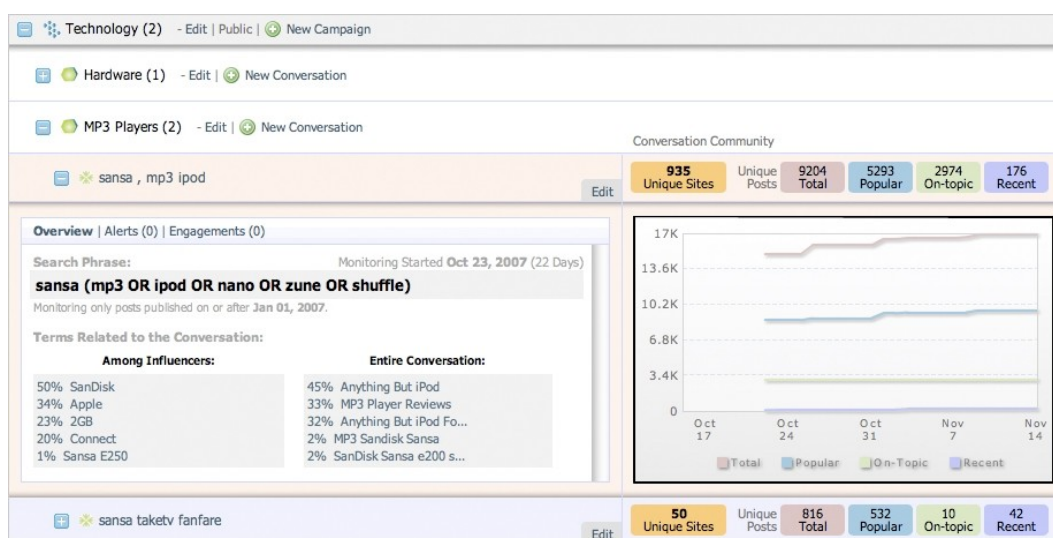 Technology (2) - Edit | Public | New Campaign
Hardware (1) - Edit | New Conversation
MP3 Players (2) - Edit | New Conversation
Conversation Community
sansa , mp3 ipod
Edit
935 Unique Sites
Unique Posts
9204 Total
5293 Popular
2974 On-topic
176 Recent
Overview | Alerts (0) | Engagements (0)
Search Phrase: Monitoring Started Oct 23, 2007 (22 Days)
sansa (mp3 OR ipod OR nano OR zune OR shuffle)
Monitoring only posts published on or after Jan 01, 2007.
Terms Related to the Conversation:
Among Influencers:
50% SanDisk
34% Apple
23% 2GB
20% Connect
1% Sansa E250
Entire Conversation:
45% Anything But iPod
33% MP3 Player Reviews
32% Anything But iPod Fo...
2% MP3 Sandisk Sansa
2% SanDisk Sansa e200 s...
17K
13.6K
10.2K
6.8K
3.4K
0
Oct 17
Oct 24
Oct 31
Nov 7
Nov 14
Total Popular On-Topic Recent
sansa taketv fanfare
Edit
50 Unique Sites
Unique Posts
816 Total
532 Popular
10 On-topic
42 Recent